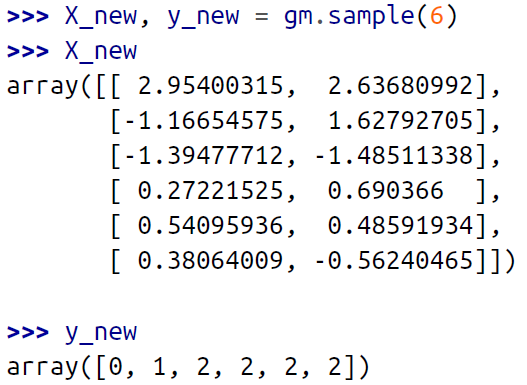 >>> X_new, y_new = gm.sample(6)
>>> X_new
array([[ 2.95400315,  2.63680992],
       [-1.16654575,  1.62792705],
       [-1.39477712, -1.48511338],
       [ 0.27221525,  0.690366  ],
       [ 0.54095936,  0.48591934],
       [ 0.38064009, -0.56240465]])

>>> y_new
array([0, 1, 2, 2, 2, 2])